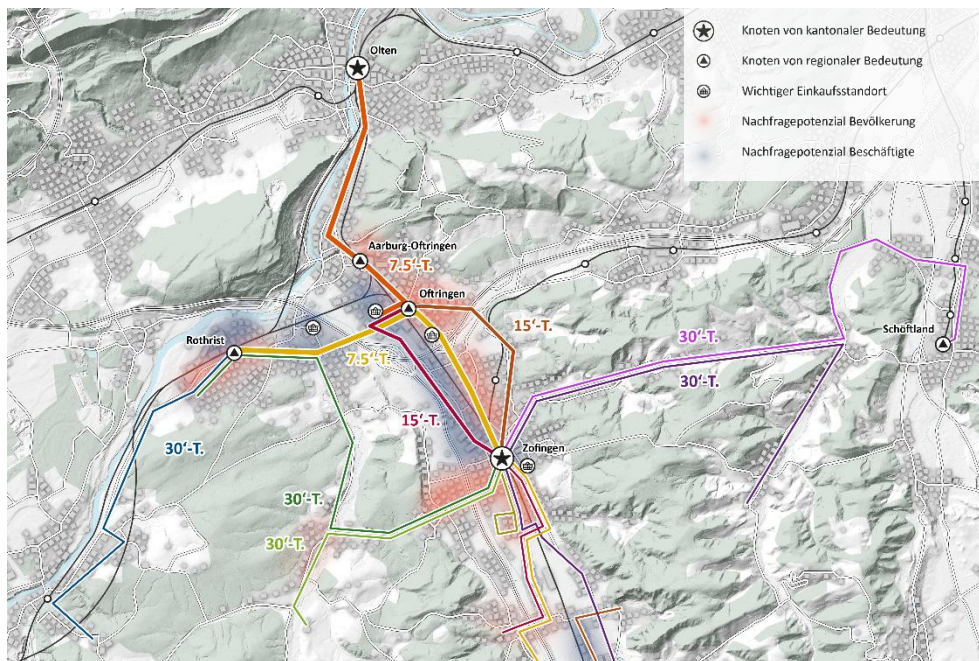 Olten
Knoten von kantonaler Bedeutung
Knoten von regionaler Bedeutung
Wichtiger Einkaufsstandort
Nachfragepotenzial Bevölkerung
Nachfragepotenzial Beschäftigte
Aarburg-Oftringen
7.5‘-T.
Oftringen
Rothrist
7.5‘-T.
15‘-T.
30‘-T.
Schöftland
30‘-T.
15‘-T.
30‘-T.
Zofingen
30‘-T.
30‘-T.